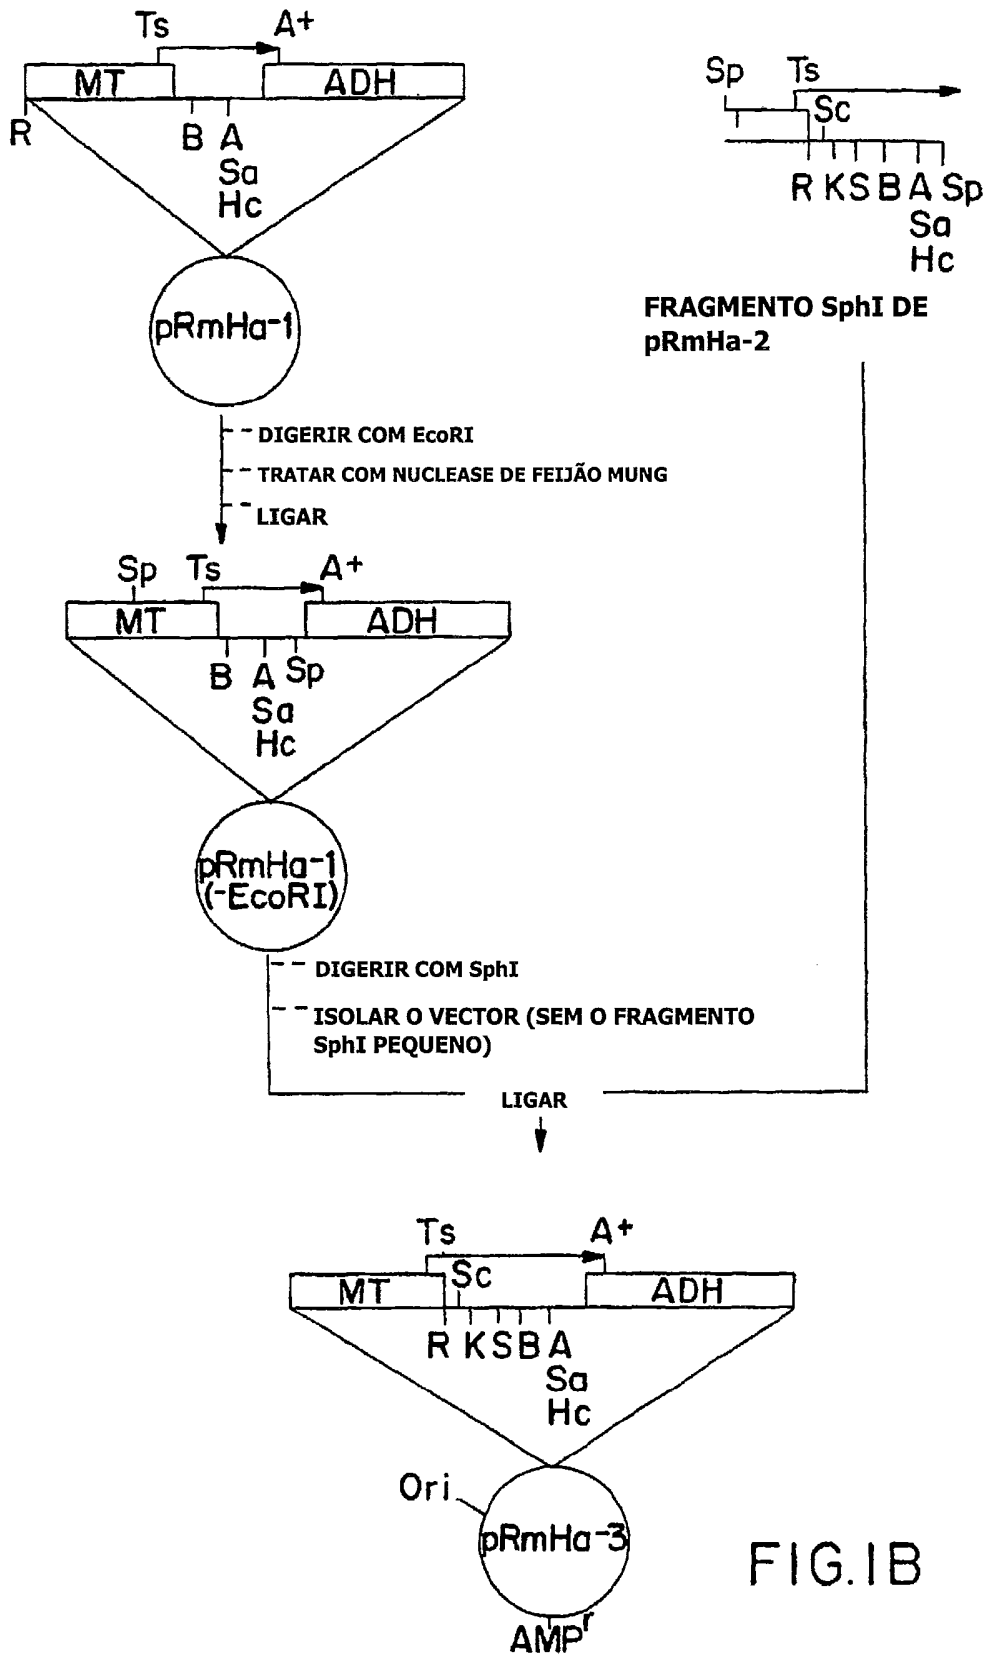 Ts A+
MT ADH
R B A
Sa
Hc
pRmHa-1
Sp Ts
Sc
R K S B A Sp
Sa
Hc
FRAGMENTO SphI DE
pRmHa-2
DIGERIR COM EcoRI
TRATAR COM NUCLEASE DE FEIJÃO MUNG
LIGAR
Sp Ts A+
MT ADH
B A Sp
Sa
Hc
pRmHa-1
(-EcoRI)
DIGERIR COM SphI
ISOLAR O VECTOR (SEM O FRAGMENTO
SphI PEQUENO)
LIGAR
Ts A+
MT Sc ADH
R K S B A
Sa
Hc
Ori
pRmHa-3
AMPr
FIG.1B